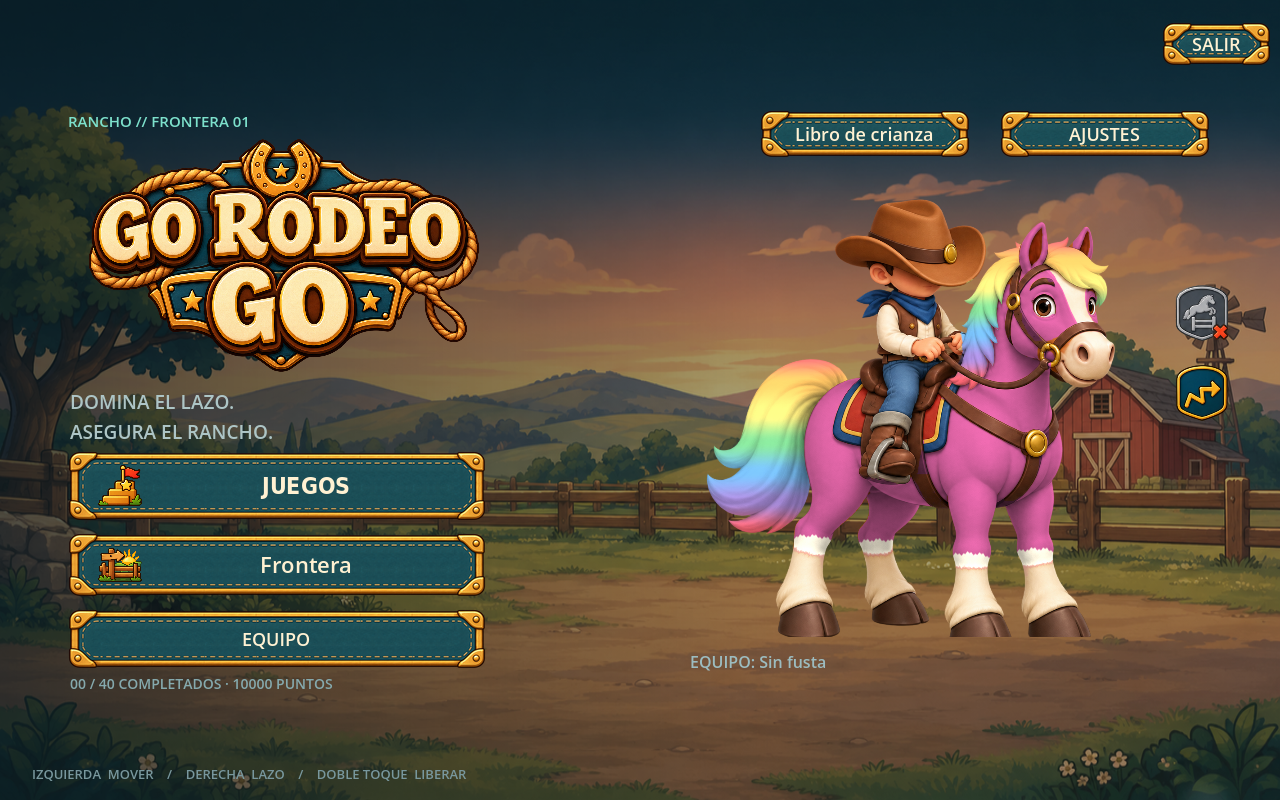 SALIR
RANCHO // FRONTERA 01
Libro de crianza
AJUSTES
GO RODEO
GO
DOMINA EL LAZO.
ASEGURA EL RANCHO.
JUEGOS
Frontera
EQUIPO
EQUIPO: Sin fusta
00 / 40 COMPLETADOS · 10000 PUNTOS
IZQUIERDA MOVER / DERECHA LAZO / DOBLE TOQUE LIBERAR